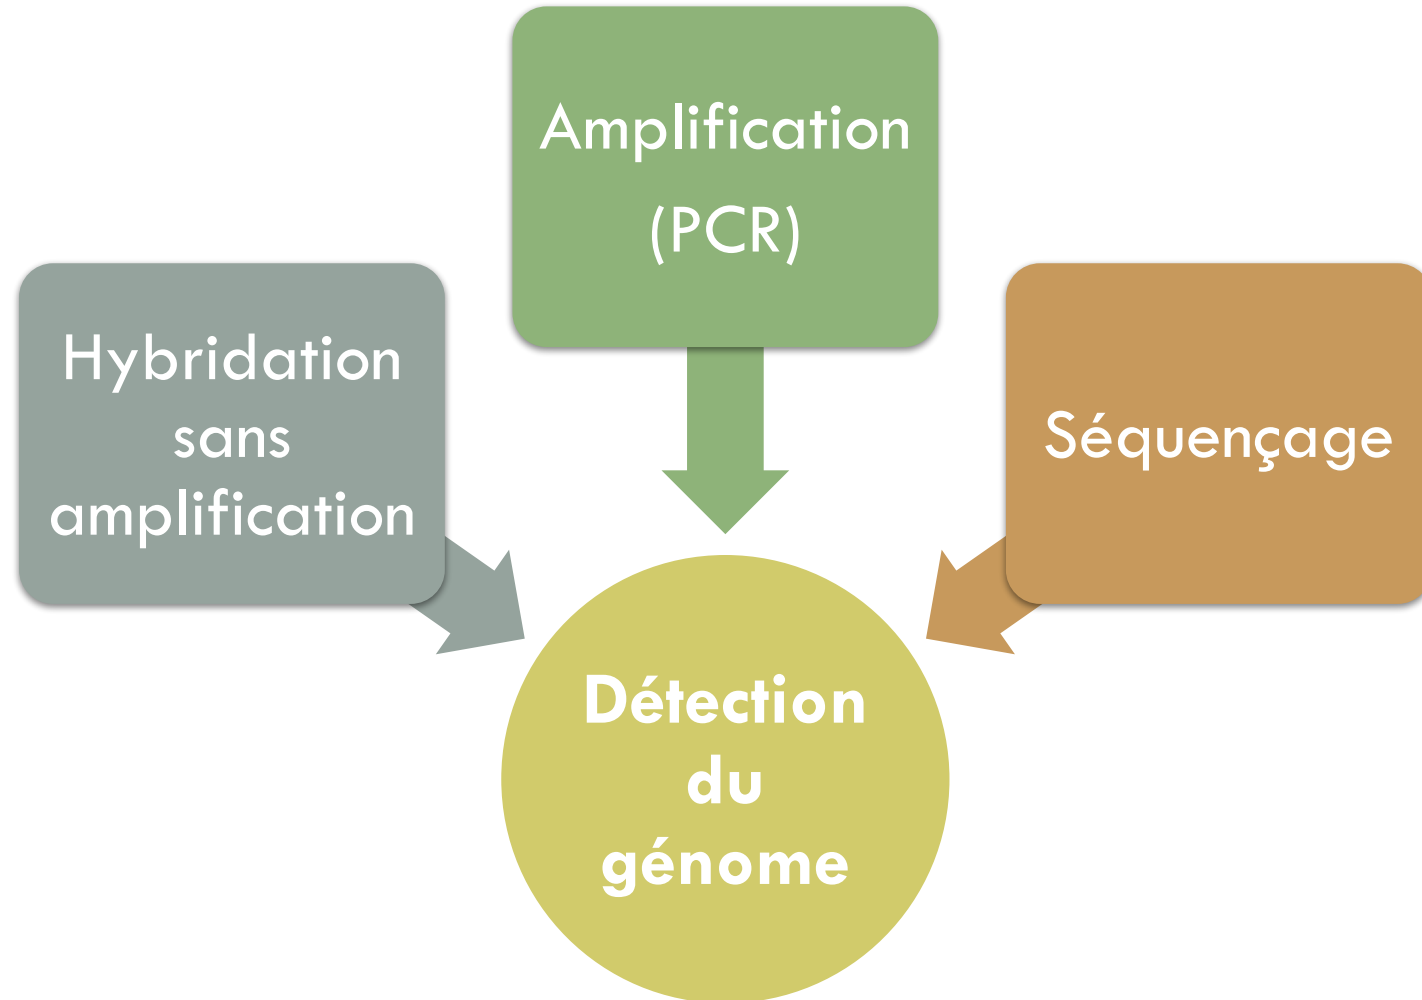 Amplification
(PCR)
Hybridation
sans
amplification
Séquençage
Détection
du
génome